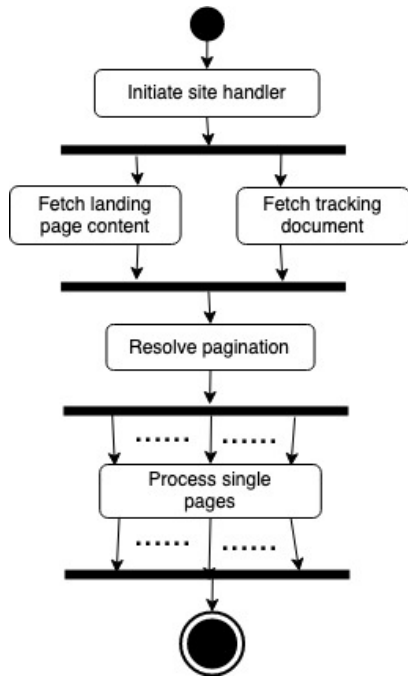 Initiate site handler
Fetch landing
page content
Fetch tracking
document
Resolve pagination
......
......
Process single
pages
......
......